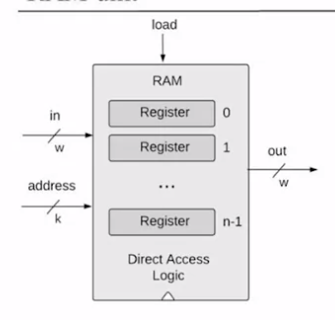 load
RAM
in
Register 0
w
Register 1
out
w
address
...
k
Register n-1
Direct Access
Logic